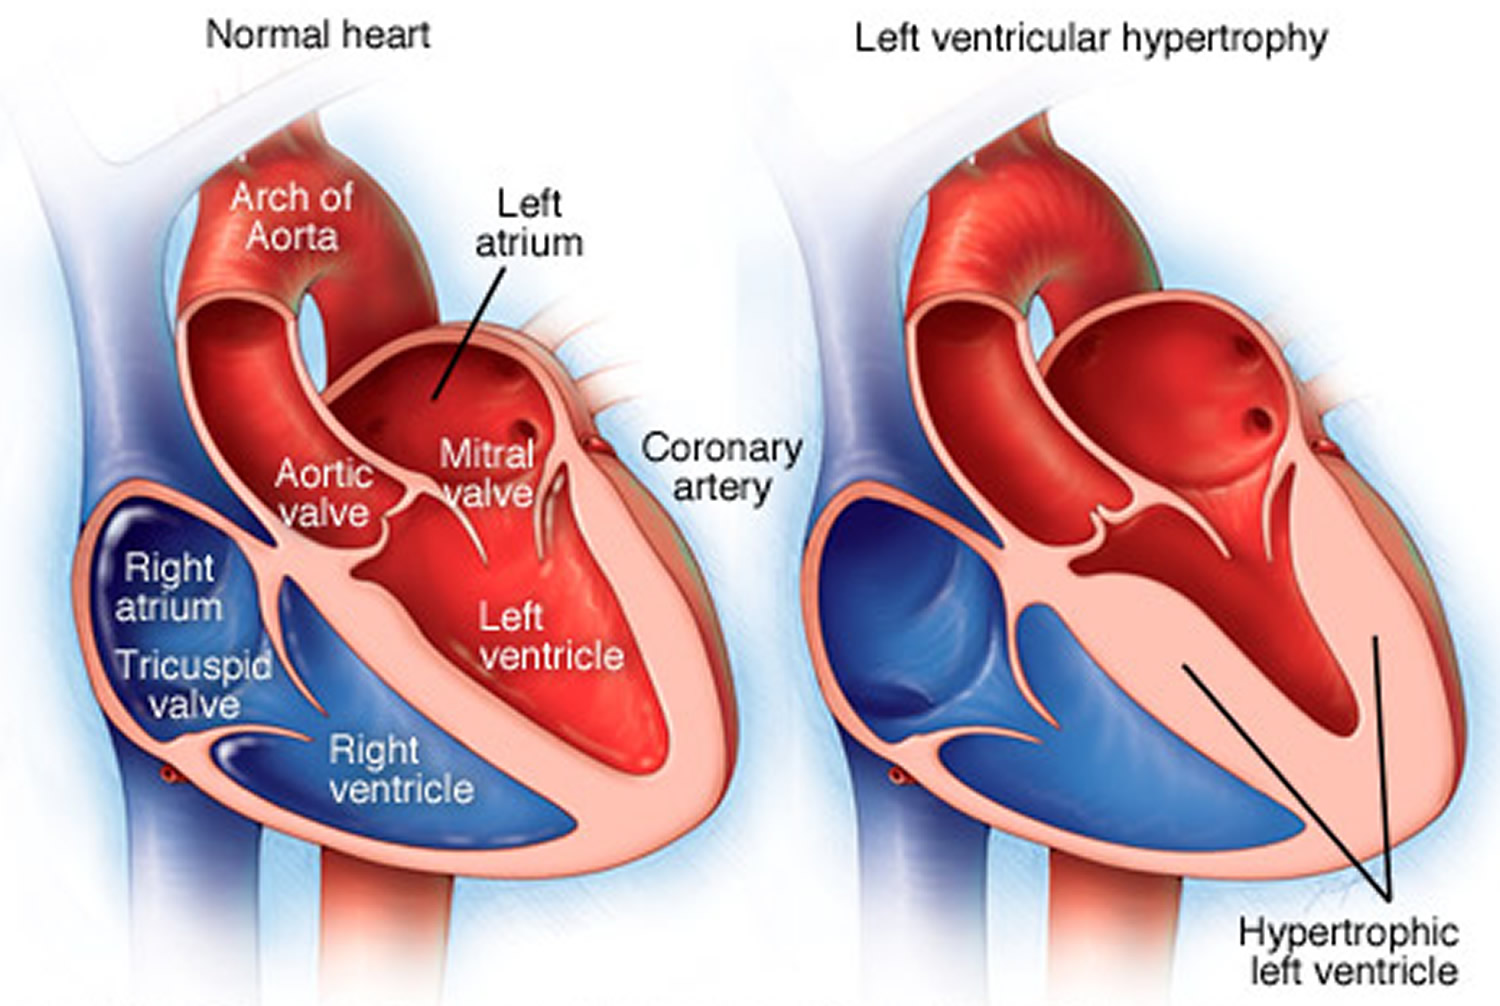 Normal heart
Left ventricular hypertrophy
Arch of
Aorta
Left
atrium
Coronary
artery
Mitral
valve
Aortic
valve
Right
atrium
Tricuspid
valve
Left
ventricle
Right
ventricle
Hypertrophic
left ventricle